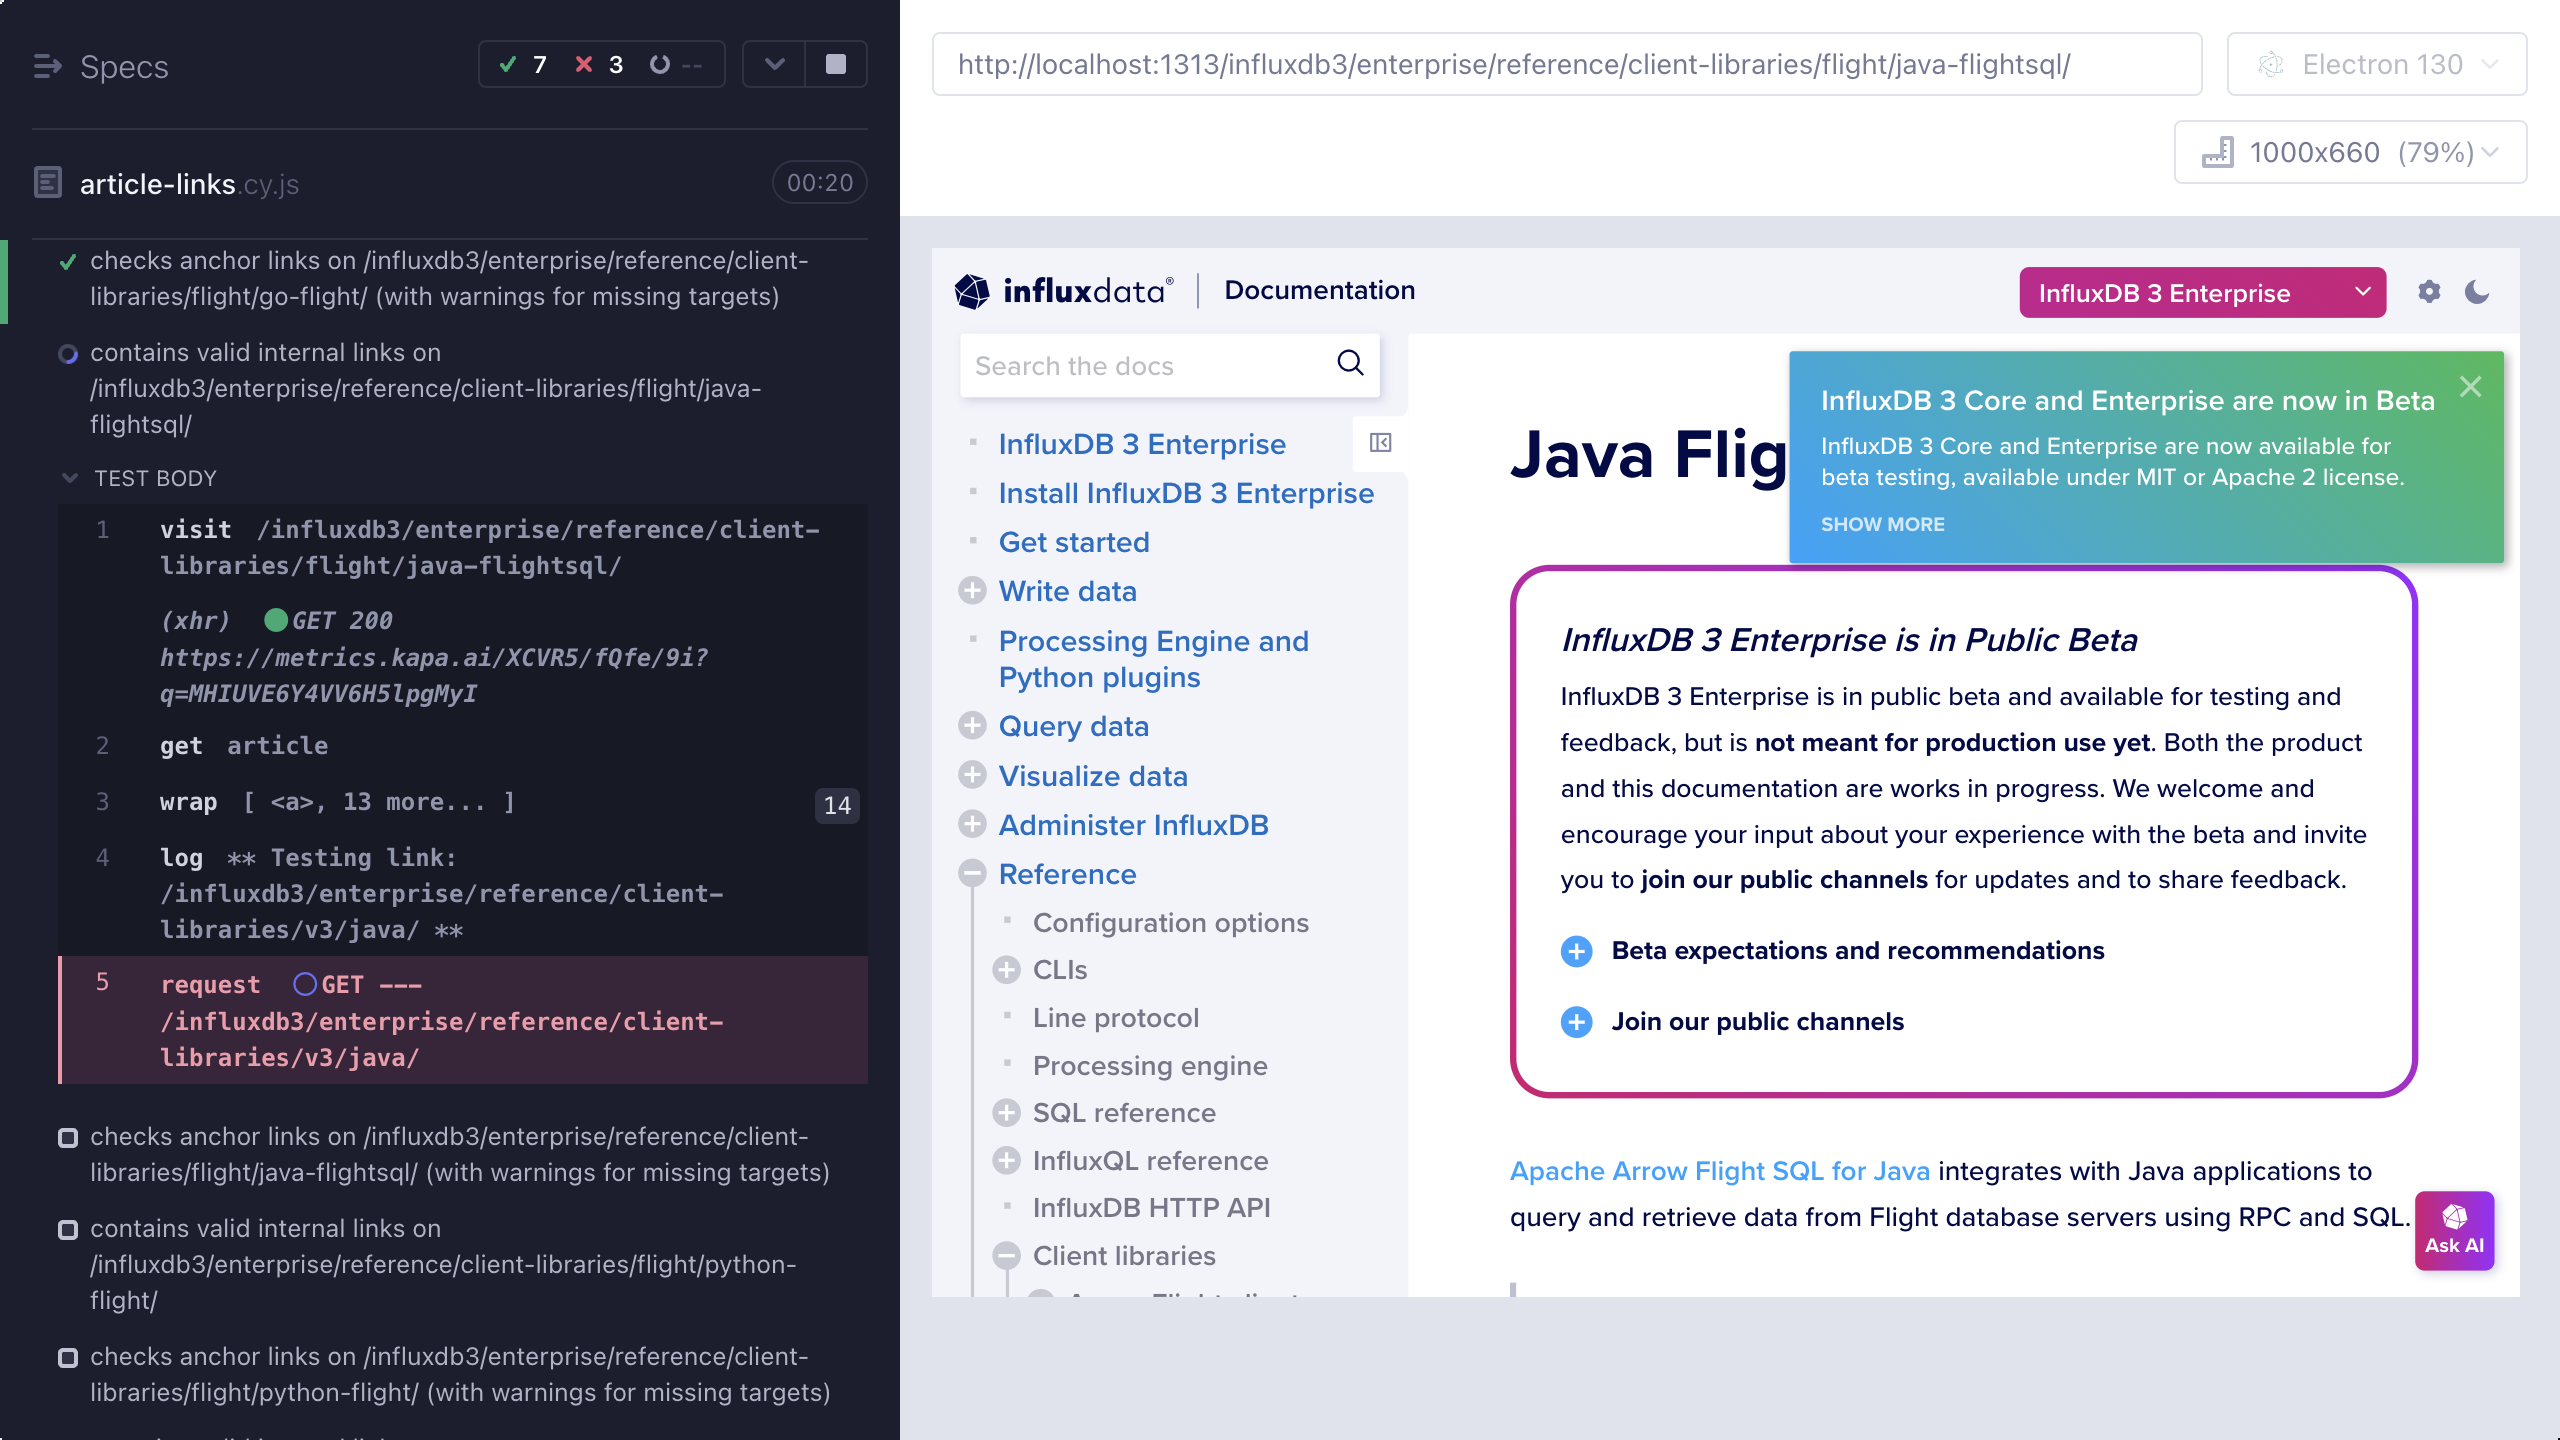 Specs
7 3 --
article-links.cy.js
00:20
checks anchor links on /influxdb3/enterprise/reference/client-
libraries/flight/go-flight/ (with warnings for missing targets)
contains valid internal links on
/influxdb3/enterprise/reference/client-libraries/flight/java-
flightsql/
TEST BODY
1 visit /influxdb3/enterprise/reference/client-
libraries/flight/java-flightsql/
(xhr) GET 200
https://metrics.kapa.ai/XCVR5/fQfe/9i?
q=MHIUVE6Y4VV6H5lpgMyI
2 get article
3 wrap [ <a>, 13 more... ] 14
4 log ** Testing link:
/influxdb3/enterprise/reference/client-
libraries/v3/java/ **
5 request GET ---
/influxdb3/enterprise/reference/client-
libraries/v3/java/
checks anchor links on /influxdb3/enterprise/reference/client-
libraries/flight/java-flightsql/ (with warnings for missing targets)
contains valid internal links on
/influxdb3/enterprise/reference/client-libraries/flight/python-
flight/
checks anchor links on /influxdb3/enterprise/reference/client-
libraries/flight/python-flight/ (with warnings for missing targets)
http://localhost:1313/influxdb3/enterprise/reference/client-libraries/flight/java-flightsql/
Electron 130
1000x660 (79%)
influxdata® Documentation
InfluxDB 3 Enterprise
Search the docs
InfluxDB 3 Enterprise
Install InfluxDB 3 Enterprise
Get started
Write data
Processing Engine and
Python plugins
Query data
Visualize data
Administer InfluxDB
Reference
Configuration options
CLIs
Line protocol
Processing engine
SQL reference
InfluxQL reference
InfluxDB HTTP API
Client libraries
Java Flig
InfluxDB 3 Core and Enterprise are now in Beta
InfluxDB 3 Core and Enterprise are now available for
beta testing, available under MIT or Apache 2 license.
SHOW MORE
InfluxDB 3 Enterprise is in Public Beta
InfluxDB 3 Enterprise is in public beta and available for testing and
feedback, but is not meant for production use yet. Both the product
and this documentation are works in progress. We welcome and
encourage your input about your experience with the beta and invite
you to join our public channels for updates and to share feedback.
Beta expectations and recommendations
Join our public channels
Apache Arrow Flight SQL for Java integrates with Java applications to
query and retrieve data from Flight database servers using RPC and SQL.
Ask AI